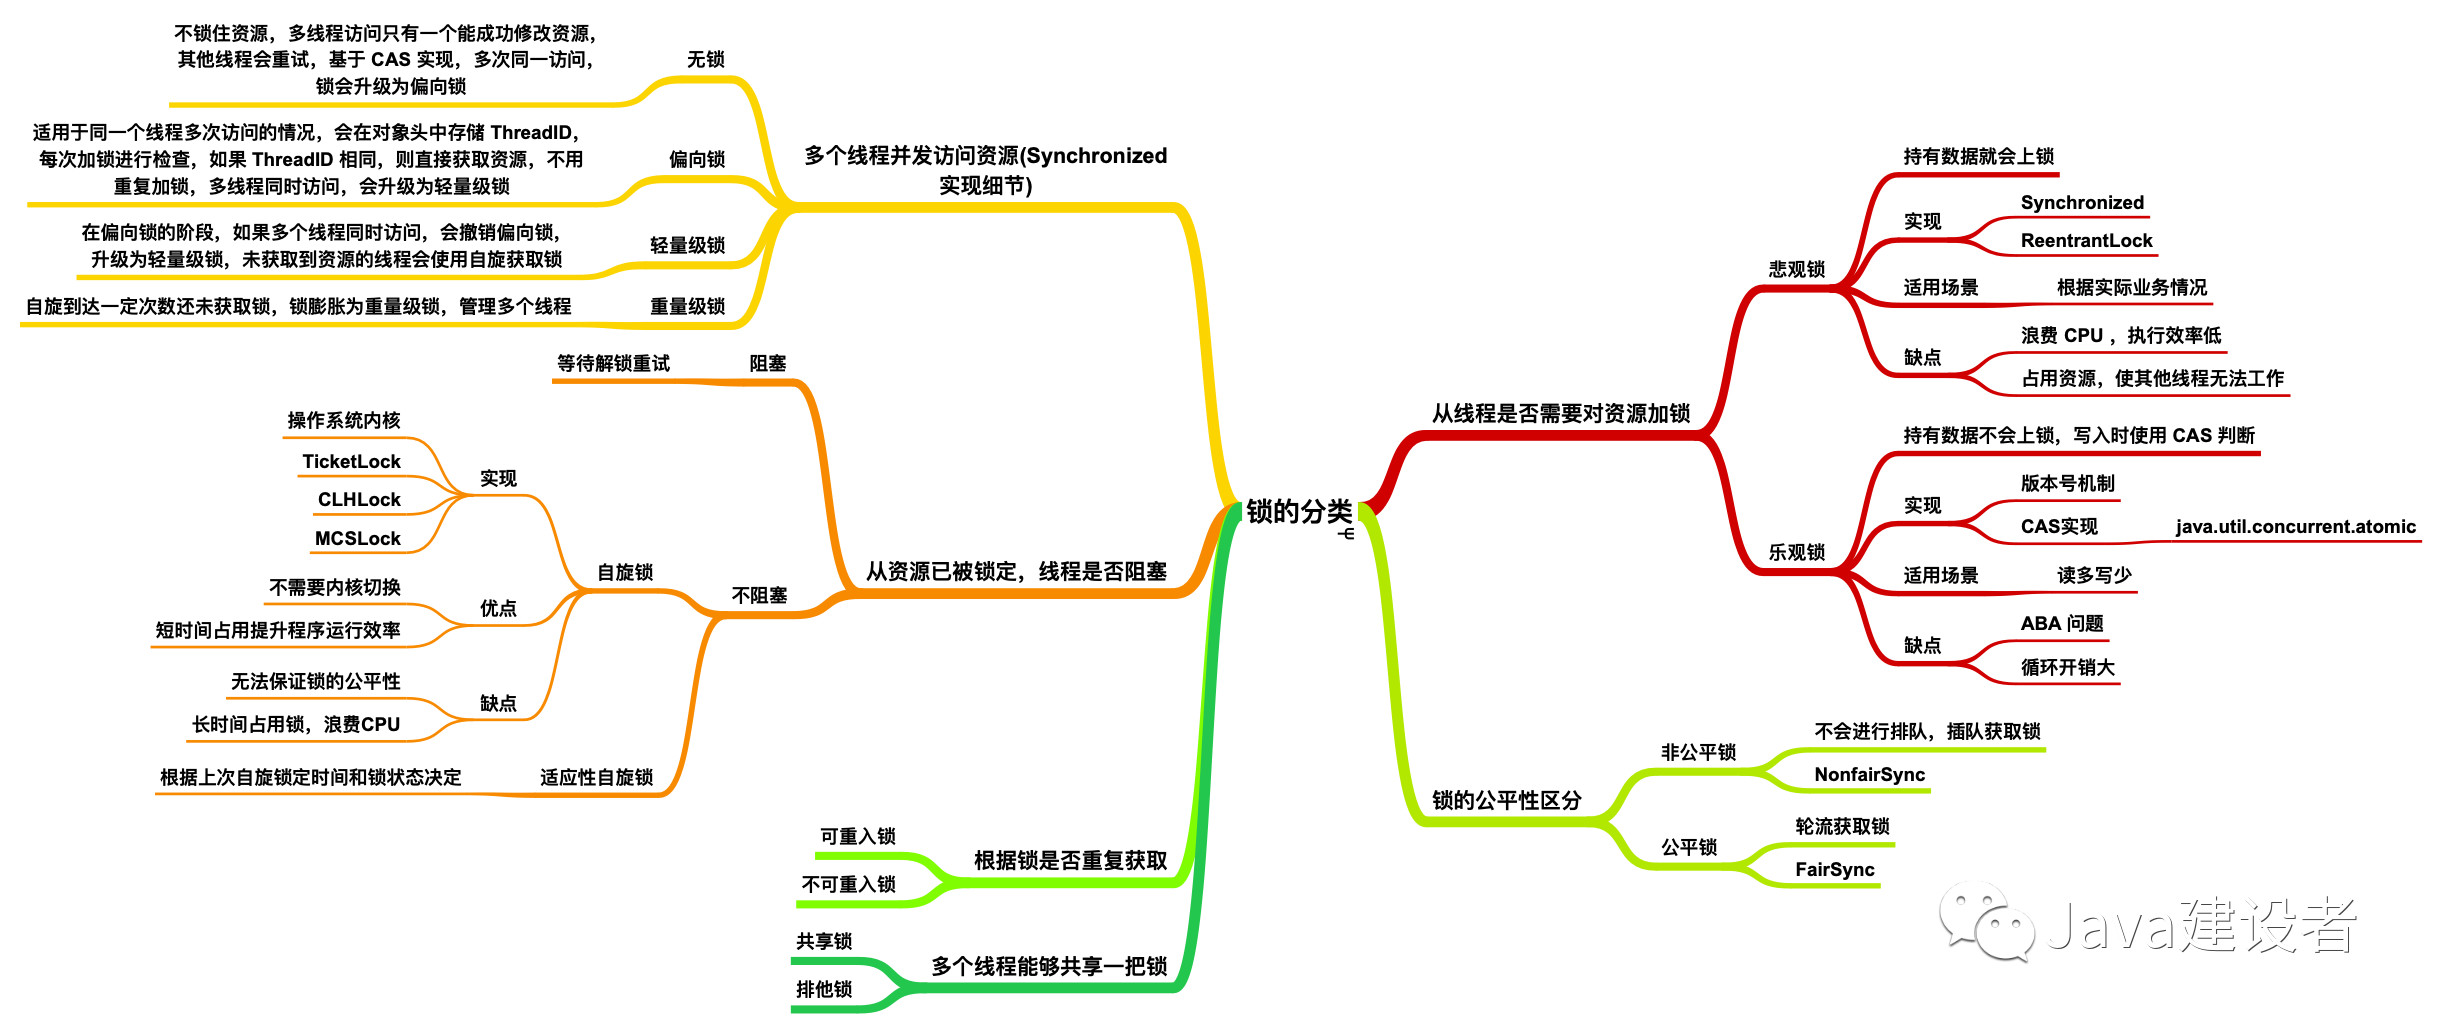 锁的分类
多个线程并发访问资源(Synchronized
实现细节)
无锁
不锁住资源，多线程访问只有一个能成功修改资源，
其他线程会重试，基于 CAS 实现，多次同一访问，
锁会升级为偏向锁
偏向锁
适用于同一个线程多次访问的情况，会在对象头中存储 ThreadID，
每次加锁进行检查，如果 ThreadID 相同，则直接获取资源，不用
重复加锁，多线程同时访问，会升级为轻量级锁
轻量级锁
在偏向锁的阶段，如果多个线程同时访问，会撤销偏向锁，
升级为轻量级锁，未获取到资源的线程会使用自旋获取锁
重量级锁
自旋到达一定次数还未获取锁，锁膨胀为重量级锁，管理多个线程
从资源已被锁定，线程是否阻塞
阻塞
等待解锁重试
不阻塞
自旋锁
实现
操作系统内核
TicketLock
CLHLock
MCSLock
优点
不需要内核切换
短时间占用提升程序运行效率
缺点
无法保证锁的公平性
长时间占用锁，浪费CPU
适应性自旋锁
根据上次自旋锁定时间和锁状态决定
根据锁是否重复获取
可重入锁
不可重入锁
多个线程能够共享一把锁
共享锁
排他锁
从线程是否需要对资源加锁
悲观锁
持有数据就会上锁
实现
Synchronized
ReentrantLock
适用场景
根据实际业务情况
缺点
浪费 CPU ，执行效率低
占用资源，使其他线程无法工作
乐观锁
持有数据不会上锁，写入时使用 CAS 判断
实现
版本号机制
CAS实现
java.util.concurrent.atomic
适用场景
读多写少
缺点
ABA 问题
循环开销大
锁的公平性区分
非公平锁
不会进行排队，插队获取锁
NonfairSync
公平锁
轮流获取锁
FairSync
Java建设者